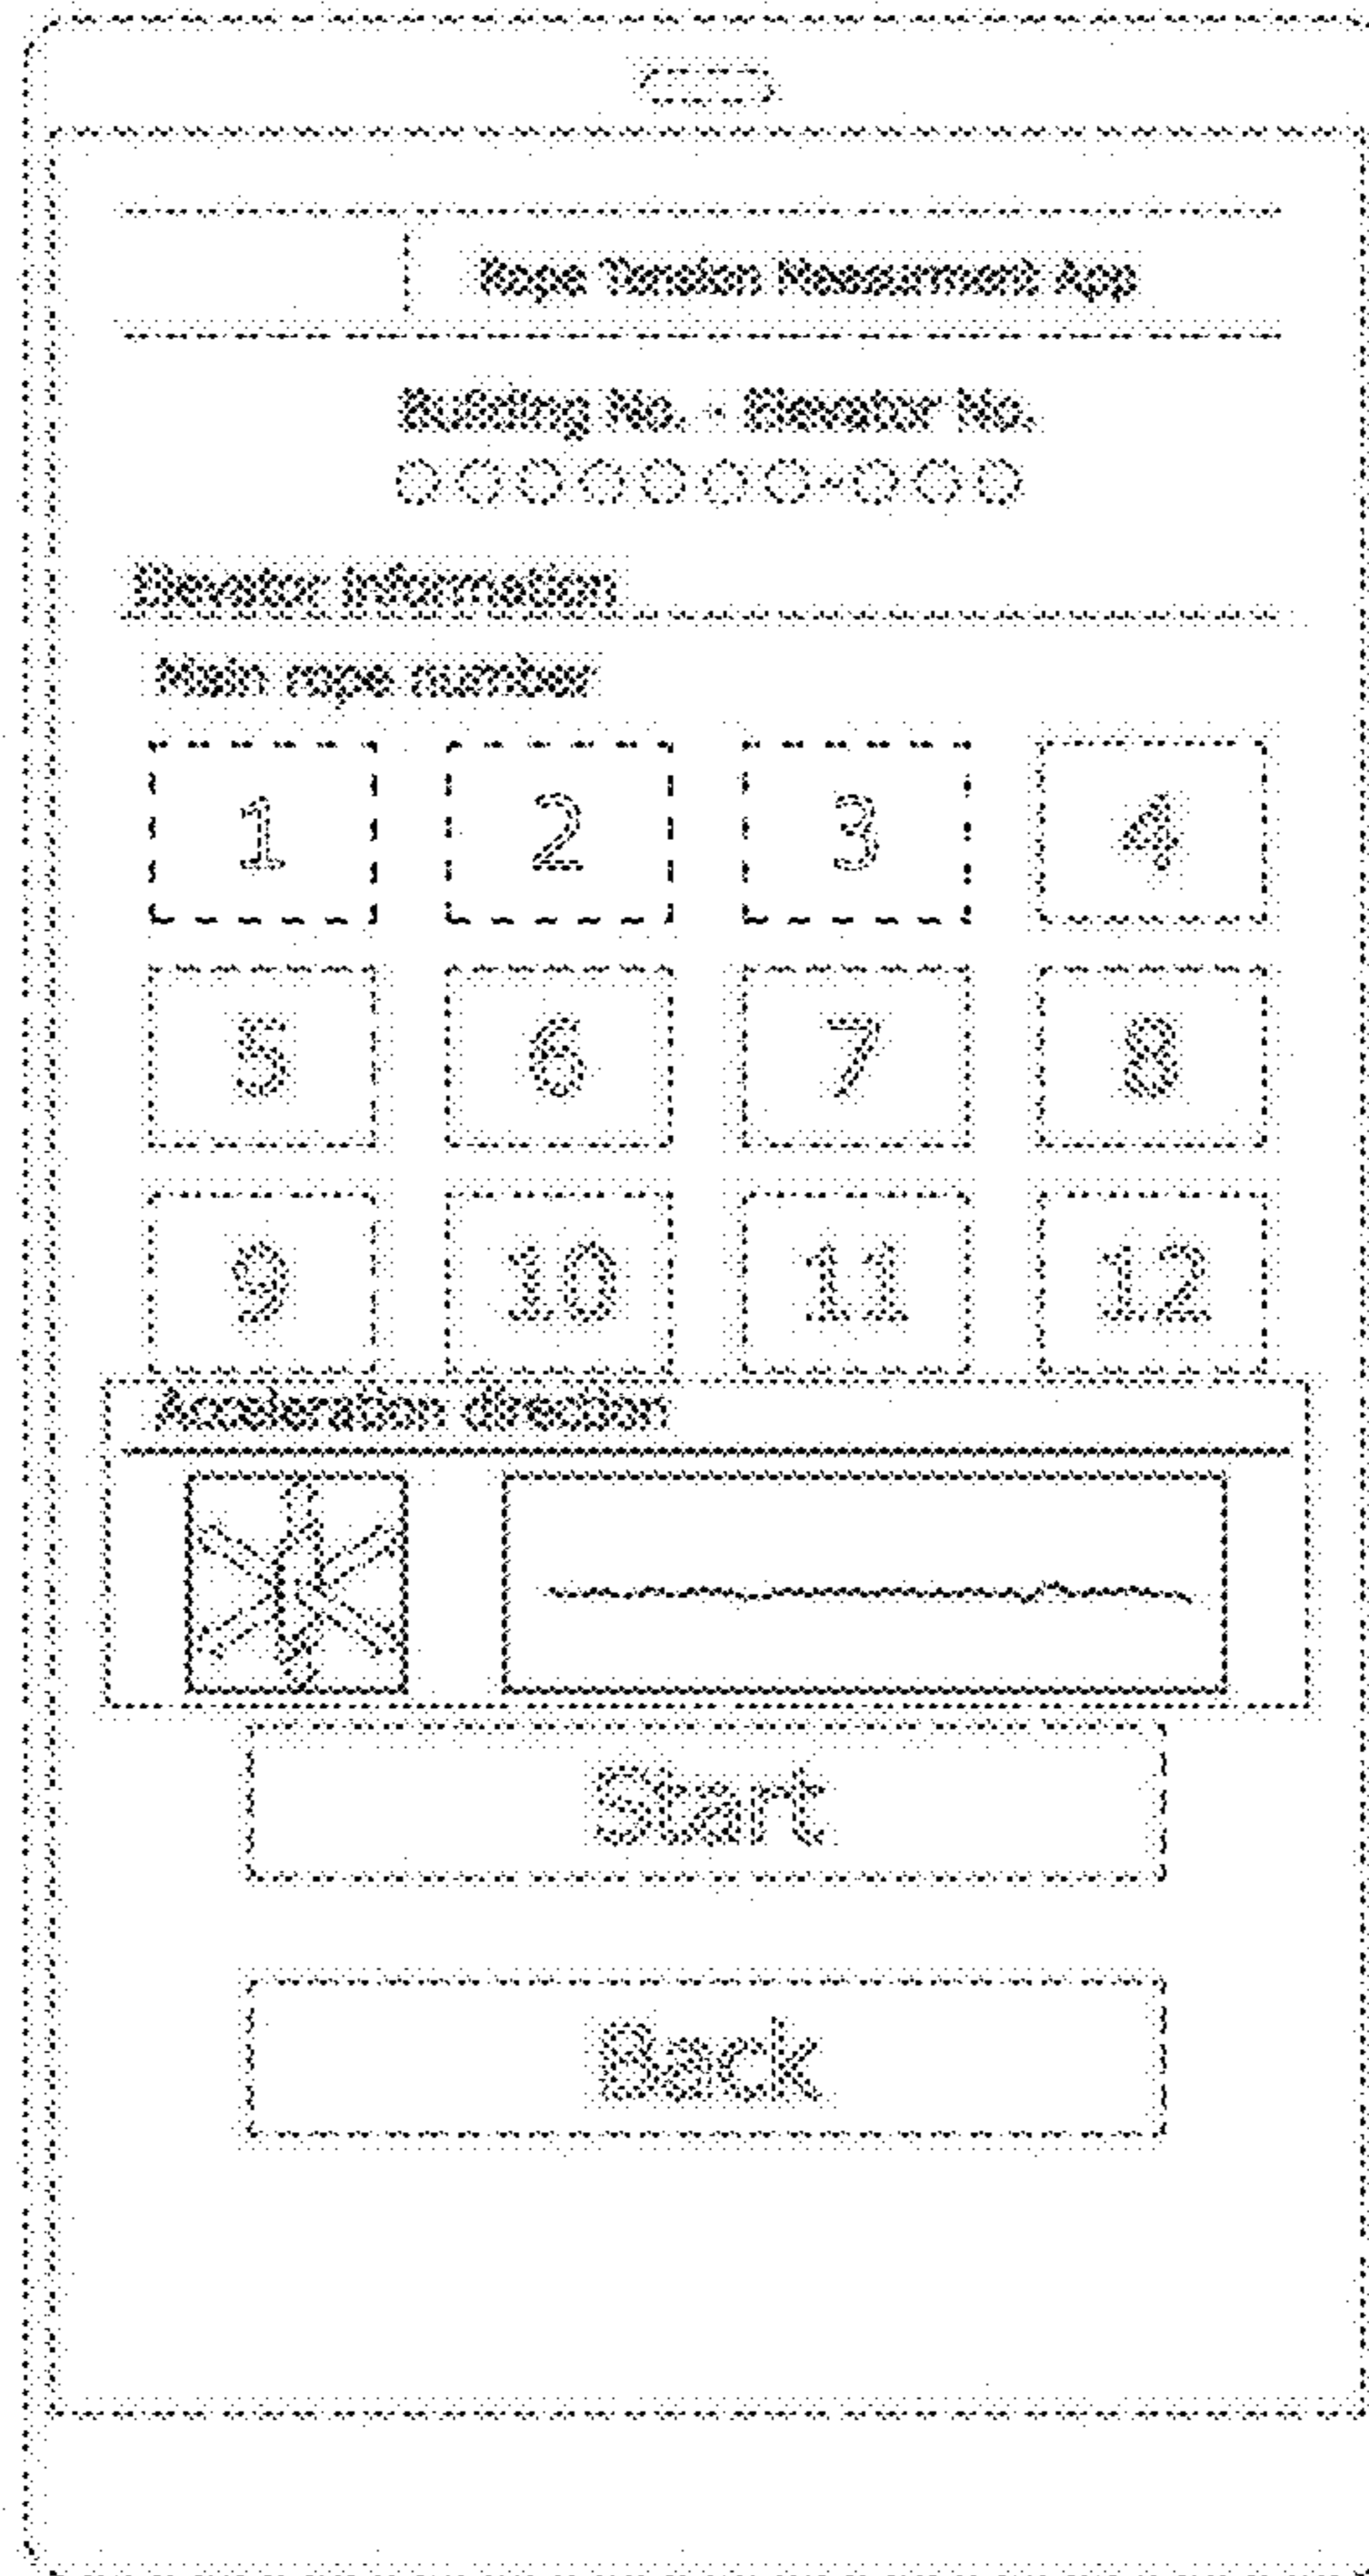 Rope Tension Measurment App
Building No. - Elevator No.
○○○○○○○-○○○
Elevator Information
Main rope number
1 2 3 4
5 6 7 8
9 10 11 12
Acceleration direction
Start
Back